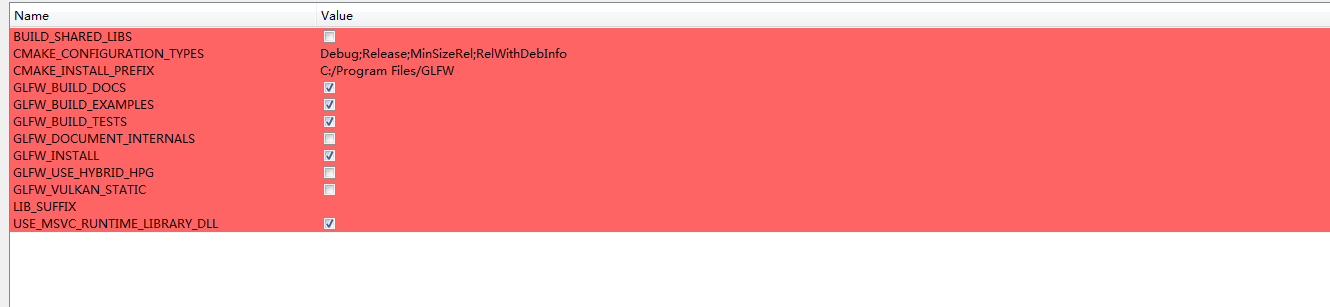 Name Value
BUILD_SHARED_LIBS
CMAKE_CONFIGURATION_TYPES Debug;Release;MinSizeRel;RelWithDebInfo
CMAKE_INSTALL_PREFIX C:/Program Files/GLFW
GLFW_BUILD_DOCS
GLFW_BUILD_EXAMPLES
GLFW_BUILD_TESTS
GLFW_DOCUMENT_INTERNALS
GLFW_INSTALL
GLFW_USE_HYBRID_HPG
GLFW_VULKAN_STATIC
LIB_SUFFIX
USE_MSVC_RUNTIME_LIBRARY_DLL